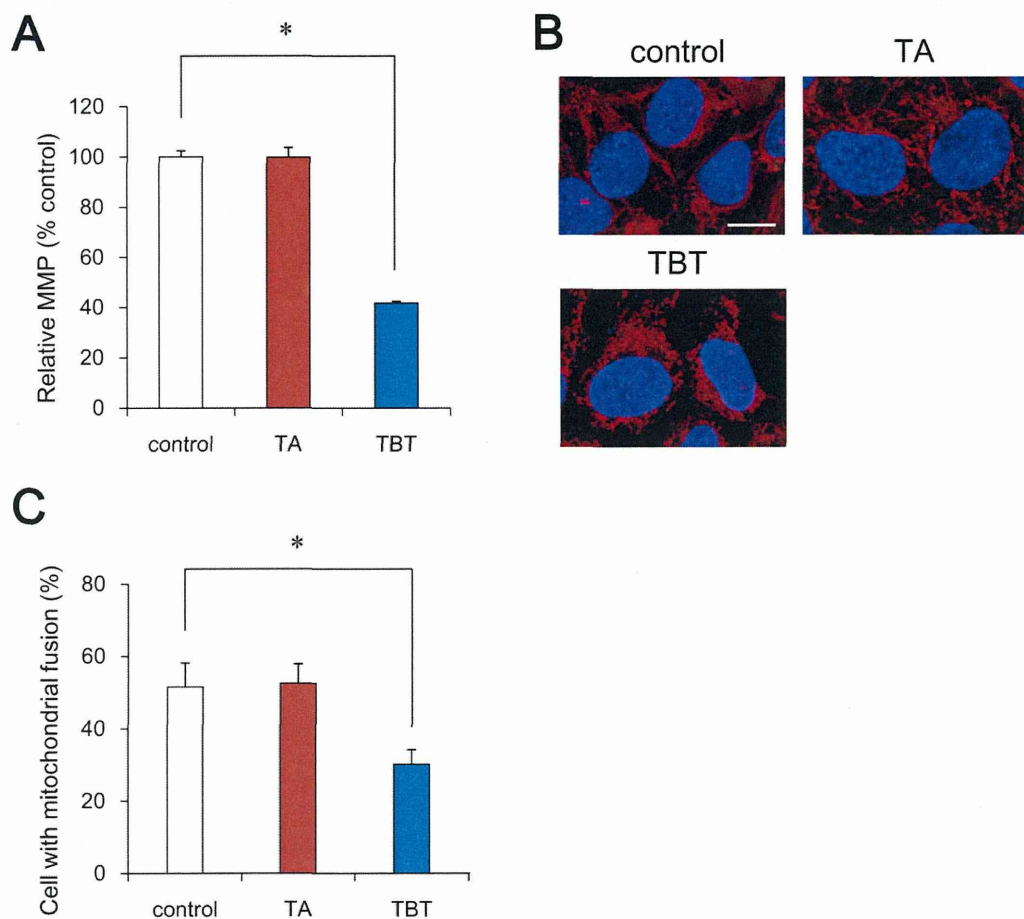 A
*
Relative MMP (% control)
120
100
80
60
40
20
0
control
TA
TBT
B
control
TA
TBT
C
*
Cell with mitochondrial fusion (%)
80
60
40
20
0
control
TA
TBT